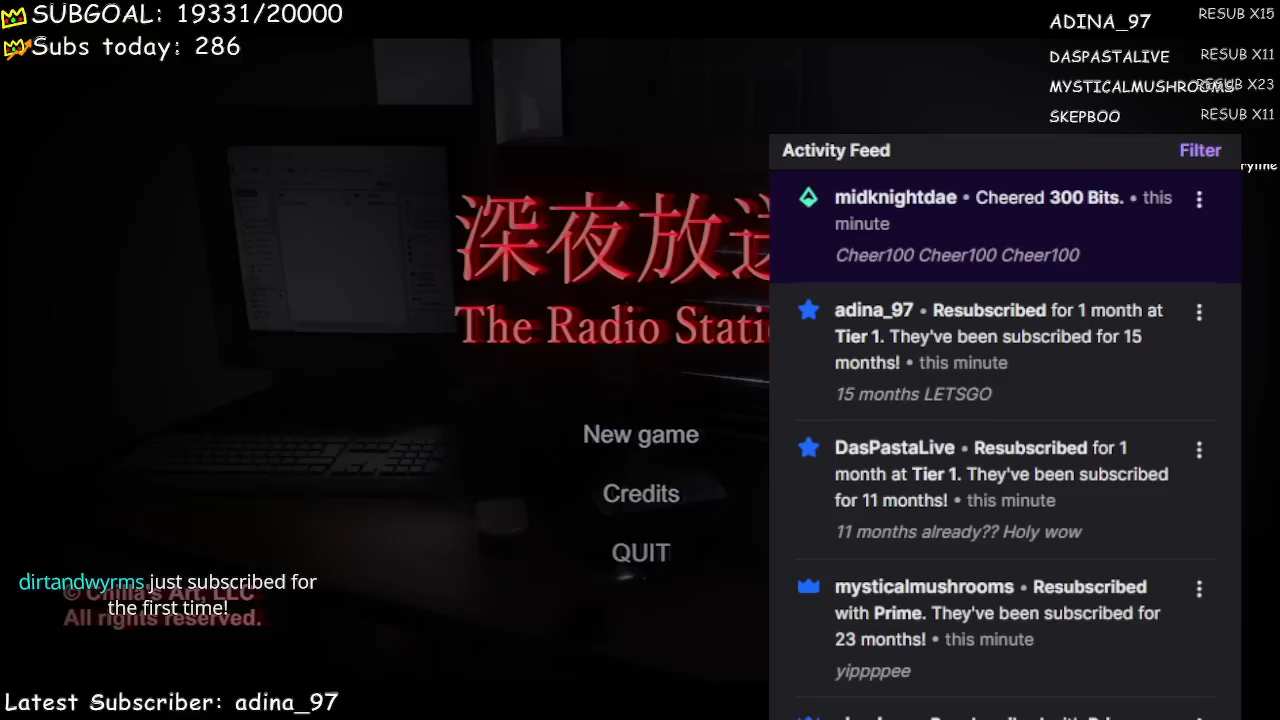 SUBGOAL: 19331/20000
Subs today: 286
ADINA_97 RESUB X15
DASPASTALIVE RESUB X11
MYSTICALMUSHROOMS RESUB X23
SKEPBOO RESUB X11
Activity Feed Filter
midknightdae • Cheered 300 Bits. • this
minute
Cheer100 Cheer100 Cheer100
adina_97 • Resubscribed for 1 month at
Tier 1. They've been subscribed for 15
months! • this minute
15 months LETSGO
DasPastaLive • Resubscribed for 1
month at Tier 1. They've been subscribed
for 11 months! • this minute
11 months already?? Holy wow
mysticalmushrooms • Resubscribed
with Prime. They've been subscribed for
23 months! • this minute
yippppee
深夜放送
The Radio Stati
New game
Credits
QUIT
dirtandwyrms just subscribed for
the first time!
© Chilla's Art, LLC
All rights reserved.
Latest Subscriber: adina_97